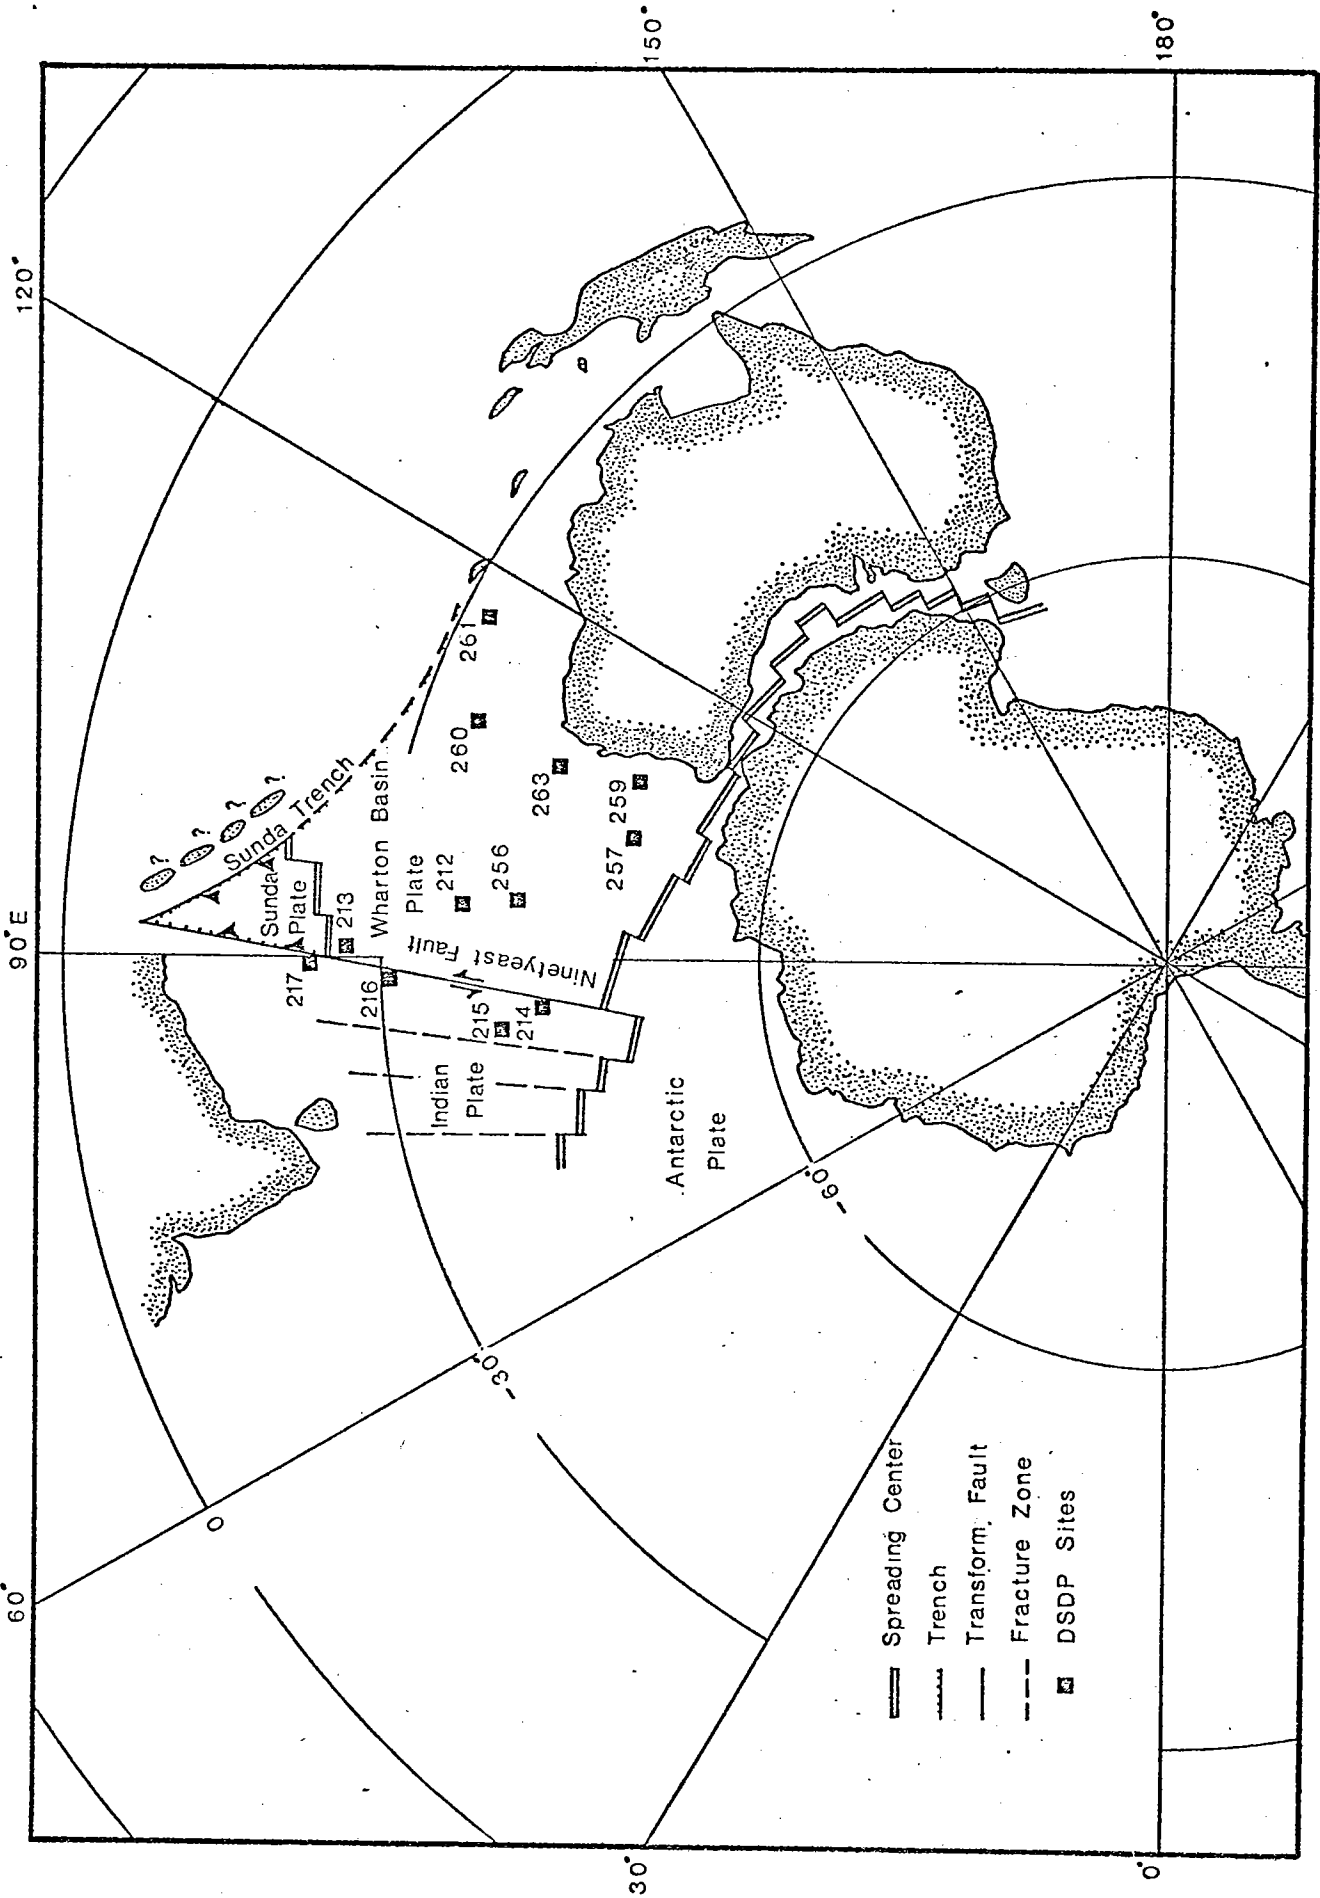 150°
180°
120°
90°E
60°
30°
0°
0
-30°
-60°
?
?
?
?
Sunda Trench
Sunda
Plate
Wharton Basin
Plate
Ninetyeast Fault
Indian
Plate
Antarctic
Plate
217
213
216
215
214
212
256
257
259
263
260
261
Spreading Center
Trench
Transform Fault
Fracture Zone
DSDP Sites